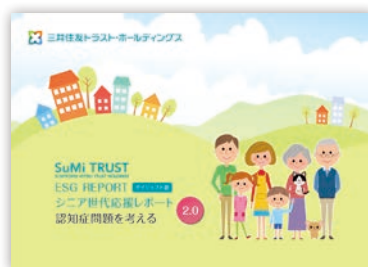 三井住友トラスト・ホールディングス
SuMi TRUST
ESG REPORT
シニア世代応援レポート
認知症問題を考える
2.0